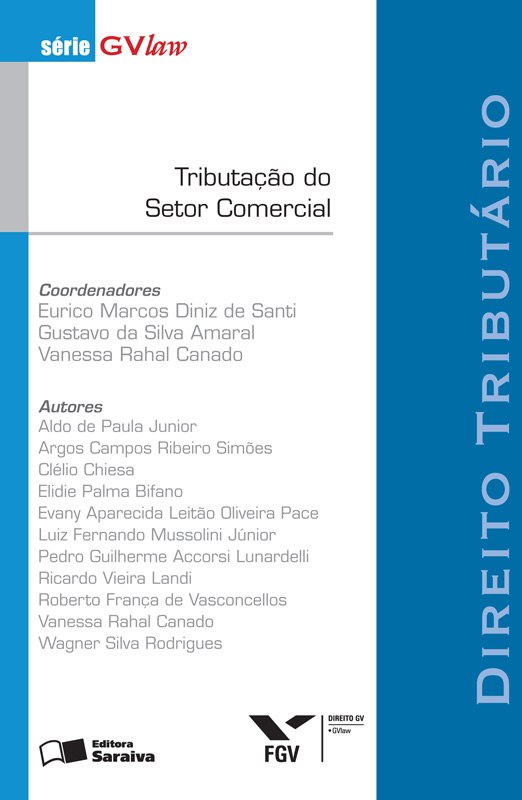 série GVlaw
Tributação do
Setor Comercial
Coordenadores
Eurico Marcos Diniz de Santi
Gustavo da Silva Amaral
Vanessa Rahal Canado
Autores
Aldo de Paula Junior
Argos Campos Ribeiro Simões
Clélio Chiesa
Elidie Palma Bifano
Evany Aparecida Leitão Oliveira Pace
Luiz Fernando Mussolini Júnior
Pedro Guilherme Accorsi Lunardelli
Ricardo Vieira Landi
Roberto França de Vasconcellos
Vanessa Rahal Canado
Wagner Silva Rodrigues
Editora
Saraiva
FGV
DIREITO GV
•GVlaw
DIREITO TRIBUTÁRIO